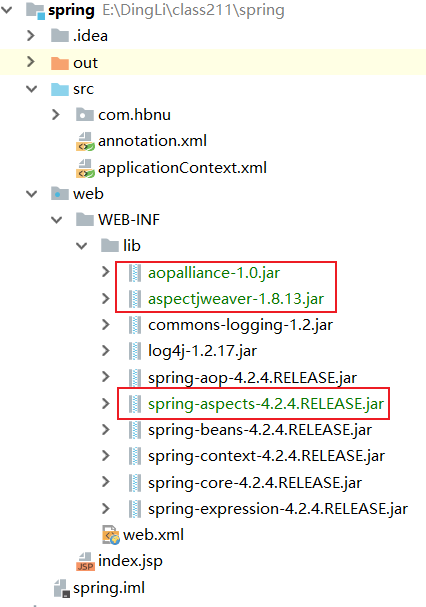 spring E:\DingLi\class211\spring
.idea
out
src
com.hbnu
annotation.xml
applicationContext.xml
web
WEB-INF
lib
aopalliance-1.0.jar
aspectjweaver-1.8.13.jar
commons-logging-1.2.jar
log4j-1.2.17.jar
spring-aop-4.2.4.RELEASE.jar
spring-aspects-4.2.4.RELEASE.jar
spring-beans-4.2.4.RELEASE.jar
spring-context-4.2.4.RELEASE.jar
spring-core-4.2.4.RELEASE.jar
spring-expression-4.2.4.RELEASE.jar
web.xml
JSP index.jsp
spring.iml